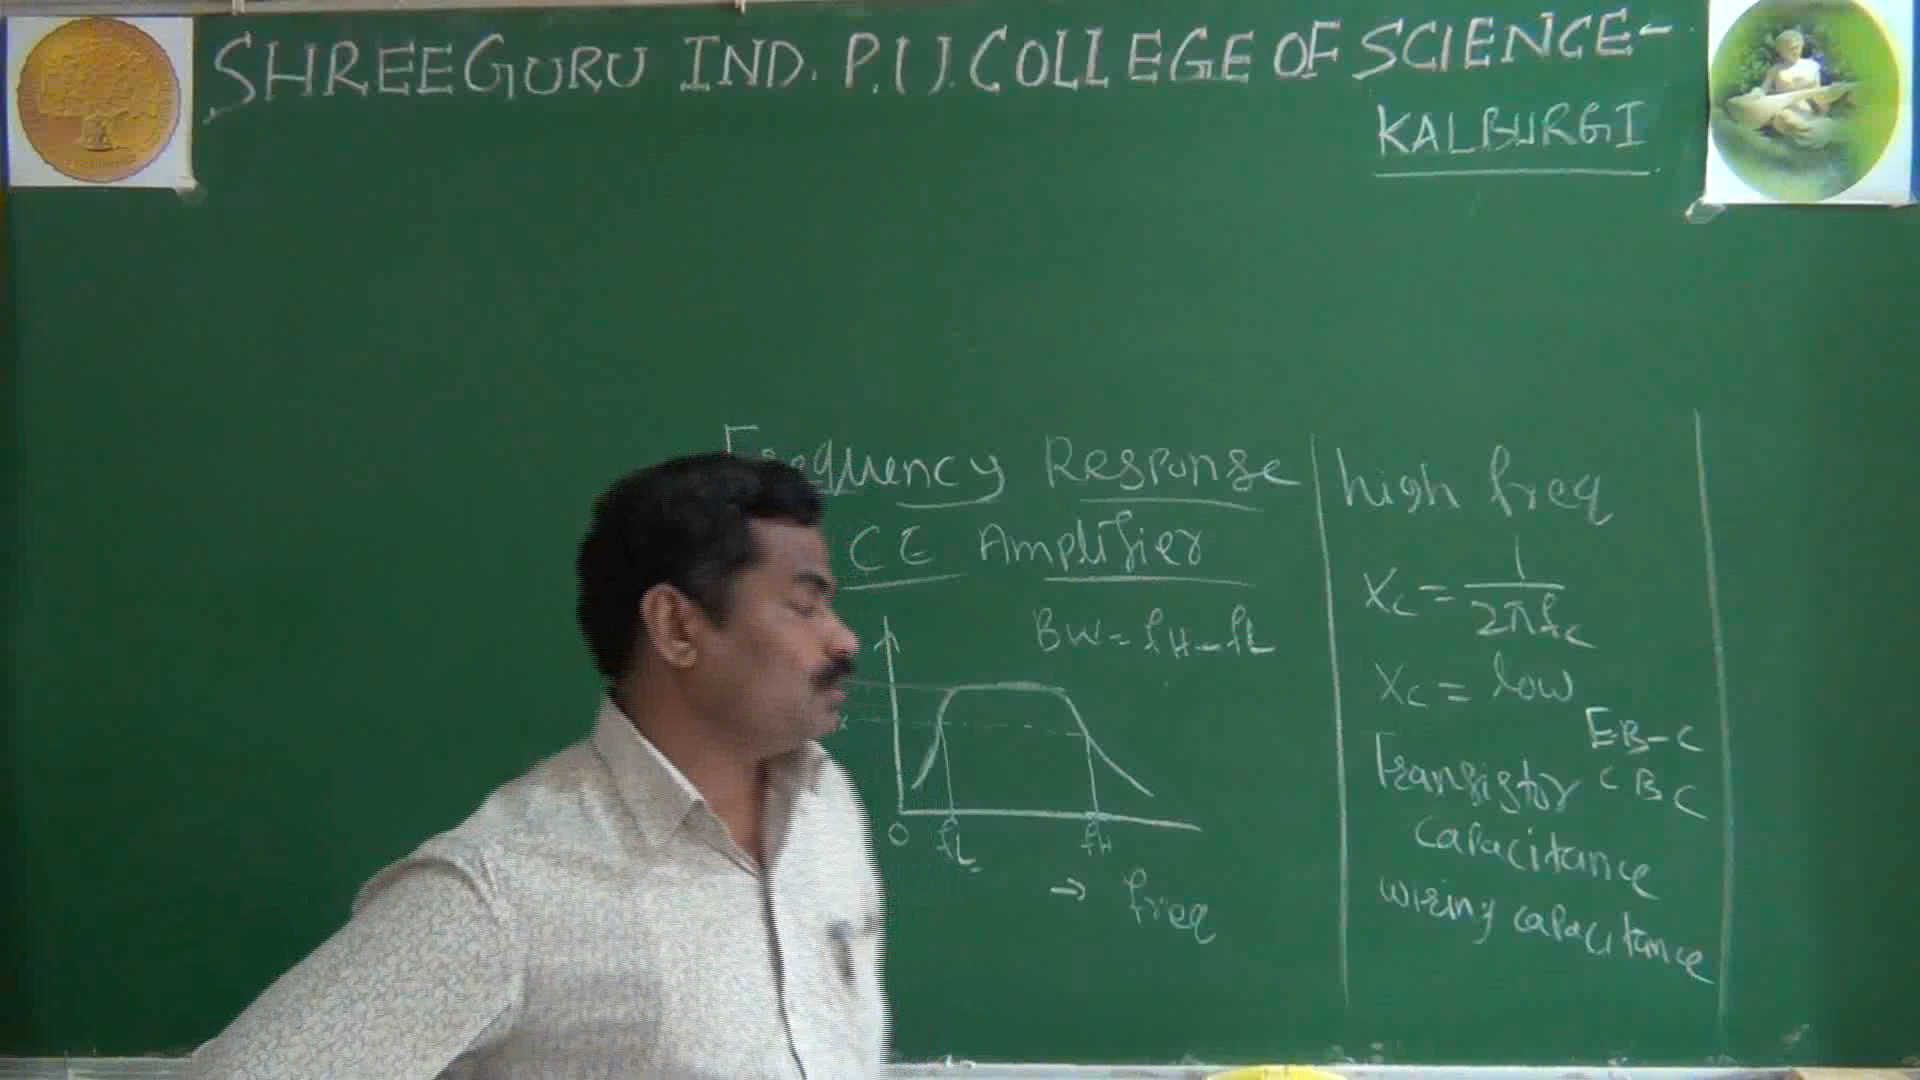 SHREEGURU IND. P.U. COLLEGE OF SCIENCE-
KALBURGI
Frequency Response
CE Amplifier
BW = fH - fL
0 fL fH
→ freq
high freq
Xc = 1/2πfc
Xc = low
Transistor EB-C
CBC
capacitance
wiring capacitance